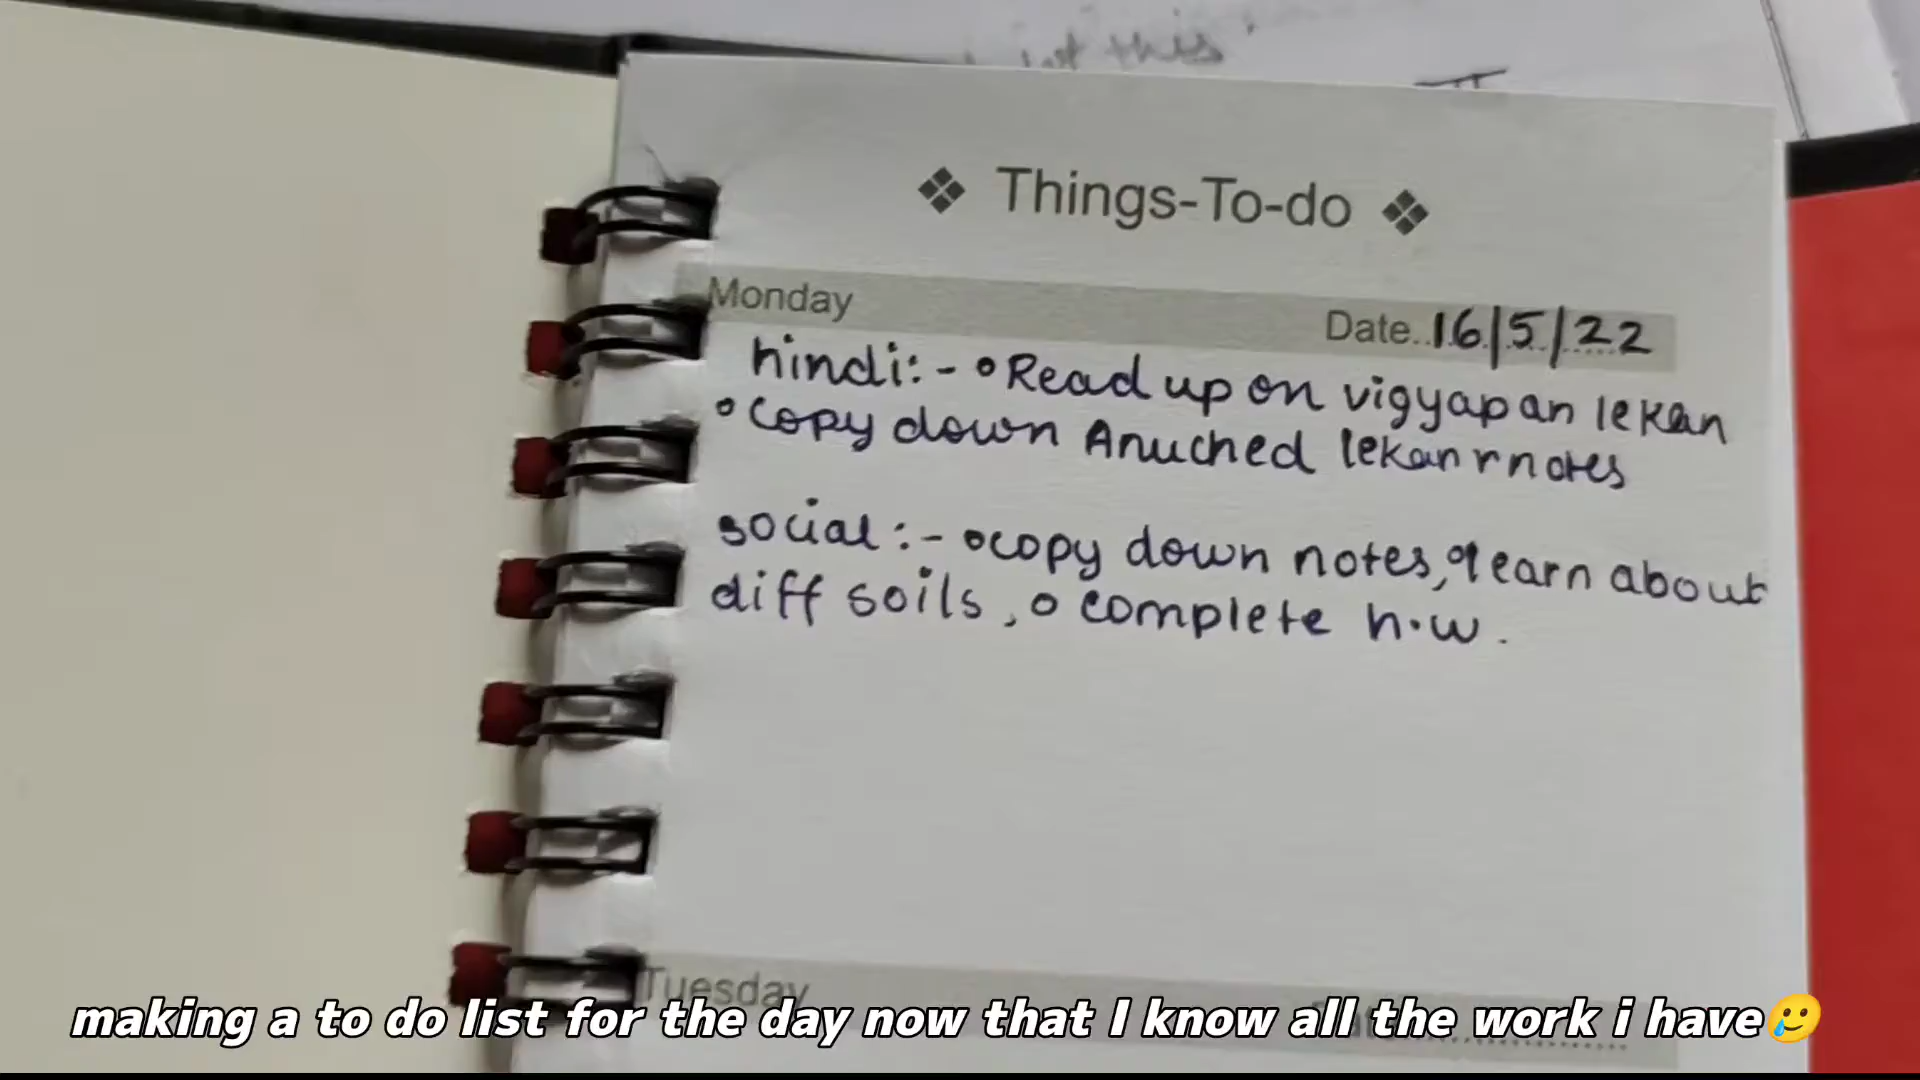 this
❖ Things-To-do ❖
Monday
Date..16/5/22
hindi:- ∘Read up on vigyapan lekan
∘Copy down Anuched lekan notes
social:- ∘copy down notes, ∘learn about
diff soils, ∘ complete h.w.
Tuesday
making a to do list for the day now that I know all the work i have🥲